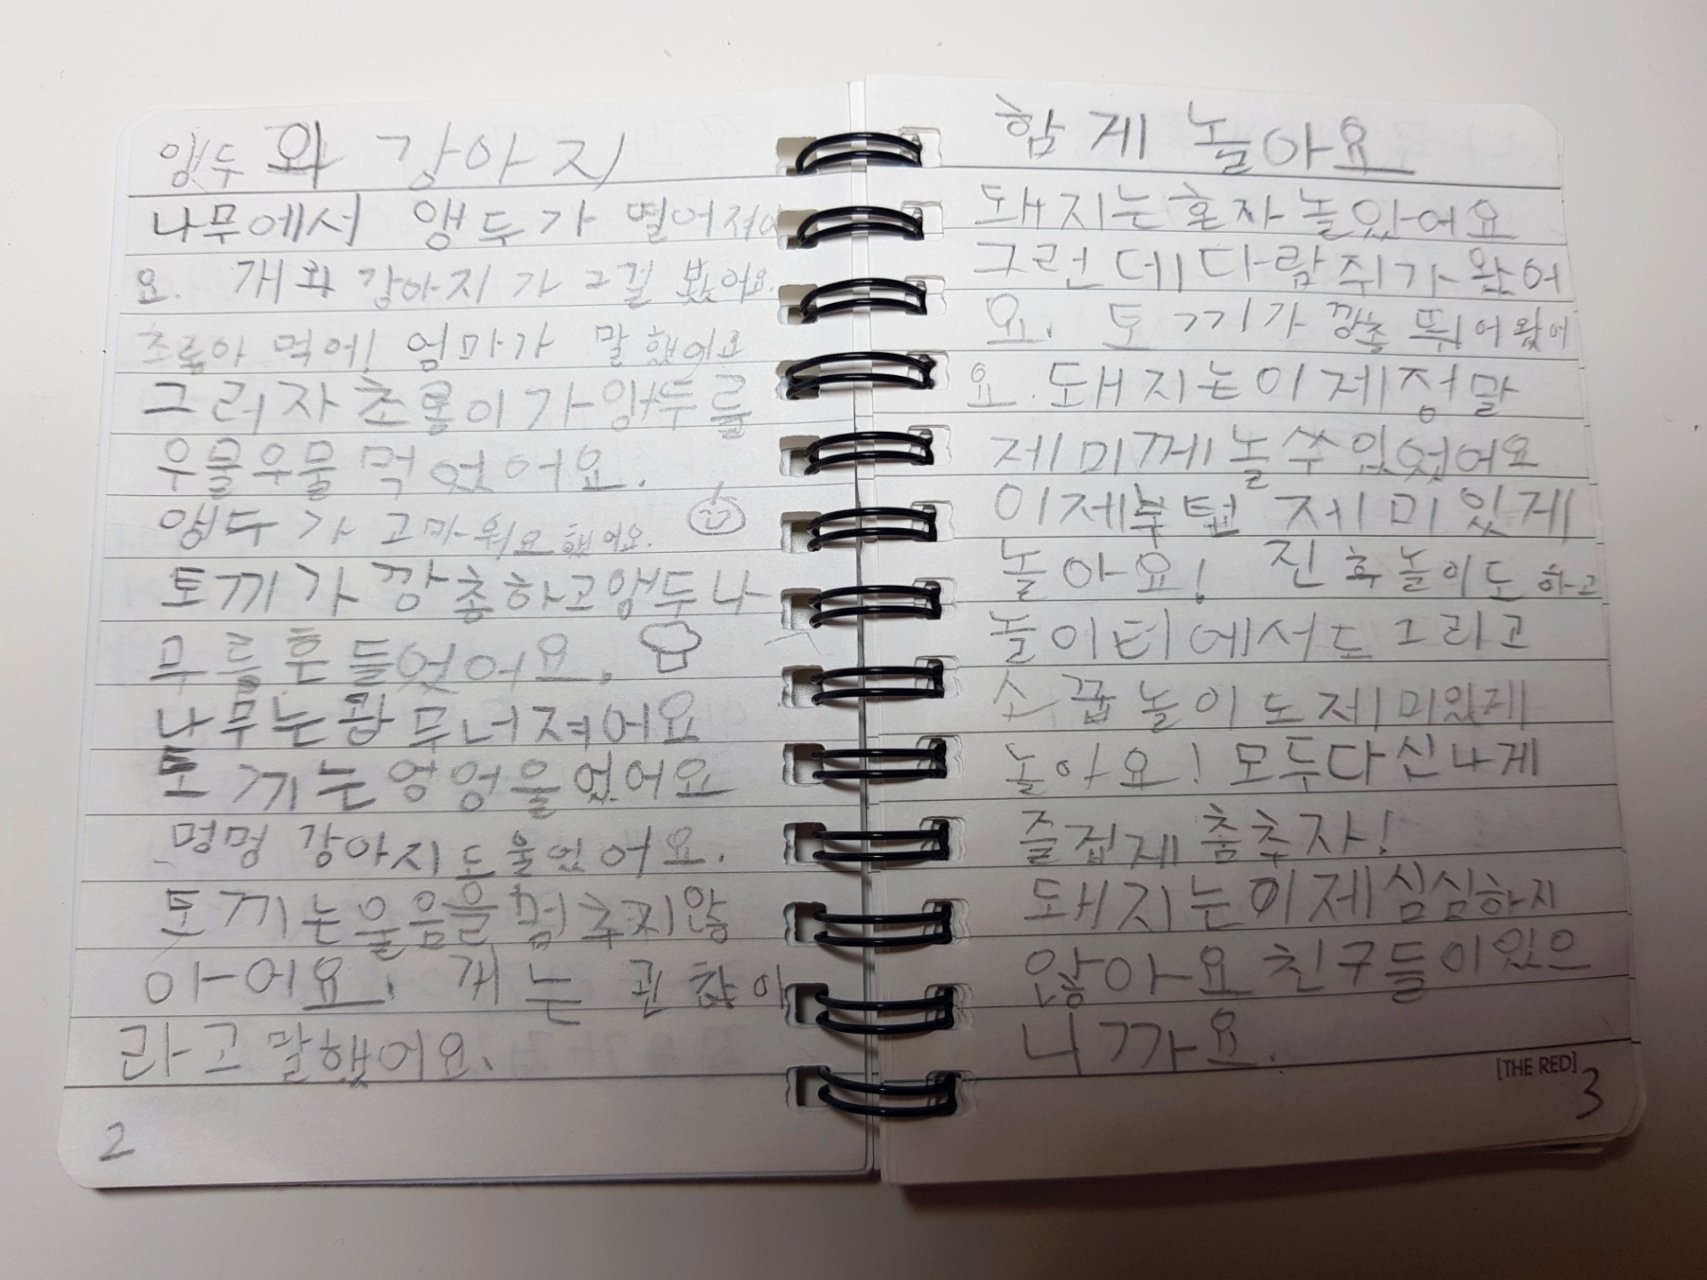 앵두와 강아지
나무에서 앵두가 떨어저어
요. 개와 강아지가 그길 봤어요.
초롱아 먹어! 엄마가 말했어요
그러자 초롱이가 앵두를
우물우물 먹었어요.
앵두가 고마워요 했어요.
토끼가 깡총하고 앵두나
무를 흔들었어요.
나무는 쾅 무너져어요
토끼는 엉엉 울었어요
멍멍 강아지도 울었어요.
토끼는 울음을 멈추지 않
아어요. 개는 괸찮아
라고 말했어요.
2
함게 놀아요
돼지는 혼자 놀았어요
그런데 다람쥐가 왔어
요. 토끼가 깡총 뛰어 왔어
요. 돼지는 이제 정말
제미께 놀 쑤 있었어요
이제부턴 제미있게
놀아요! 진흐놀이도 하고
놀이터에서도 그리고
소꿉놀이도 제미있게
놀아요! 모두다 신나게
즐겁게 춤추자!
돼지는 이제 심심하지
않아요 친구들이 있으
니까요.
[THE RED]
3